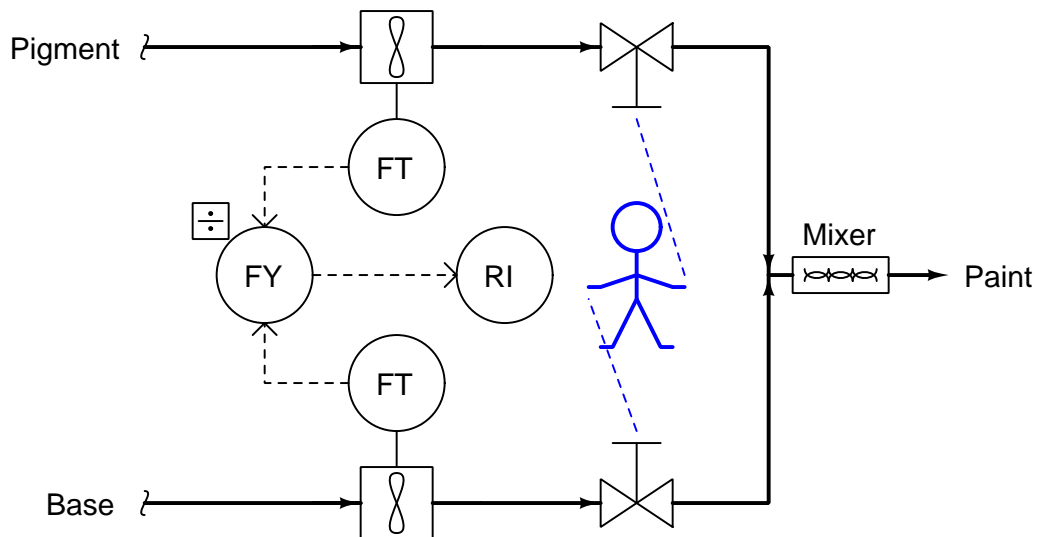 Pigment
FT
÷
FY
RI
Mixer
Paint
FT
Base